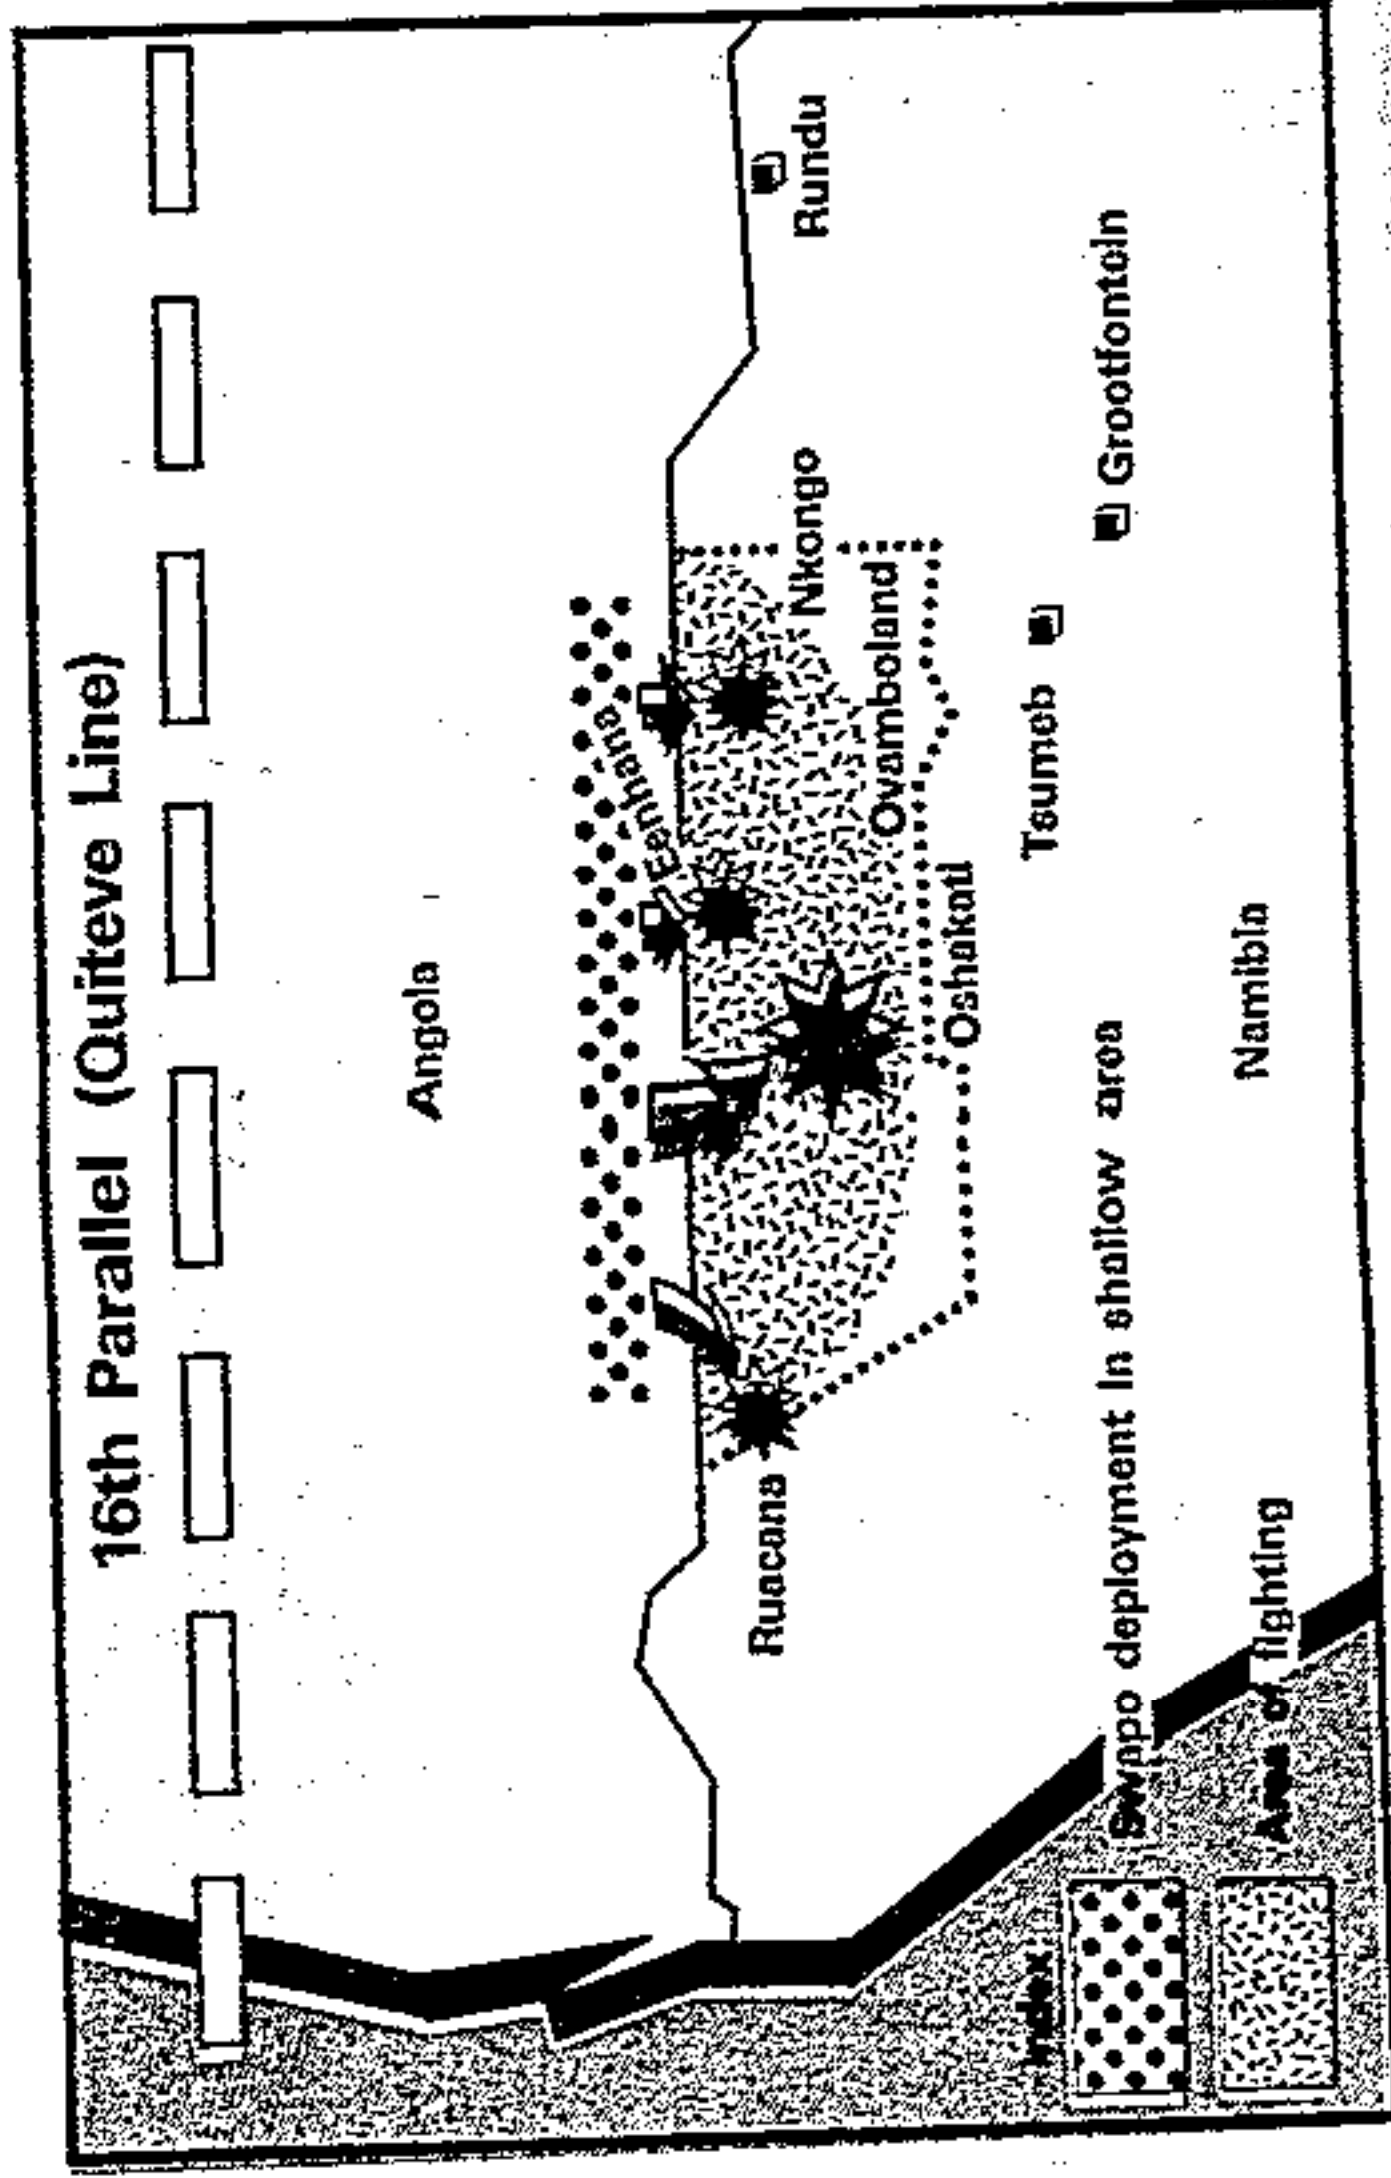 16th Parallel (Quiteve Line)
Angola
Eenhana
Rundu
Nkongo
Ruacana
Ovamboland
Oshakati
Tsumeb
Grootfontein
Index
Swapo deployment in shallow area
Area of fighting
Namibia